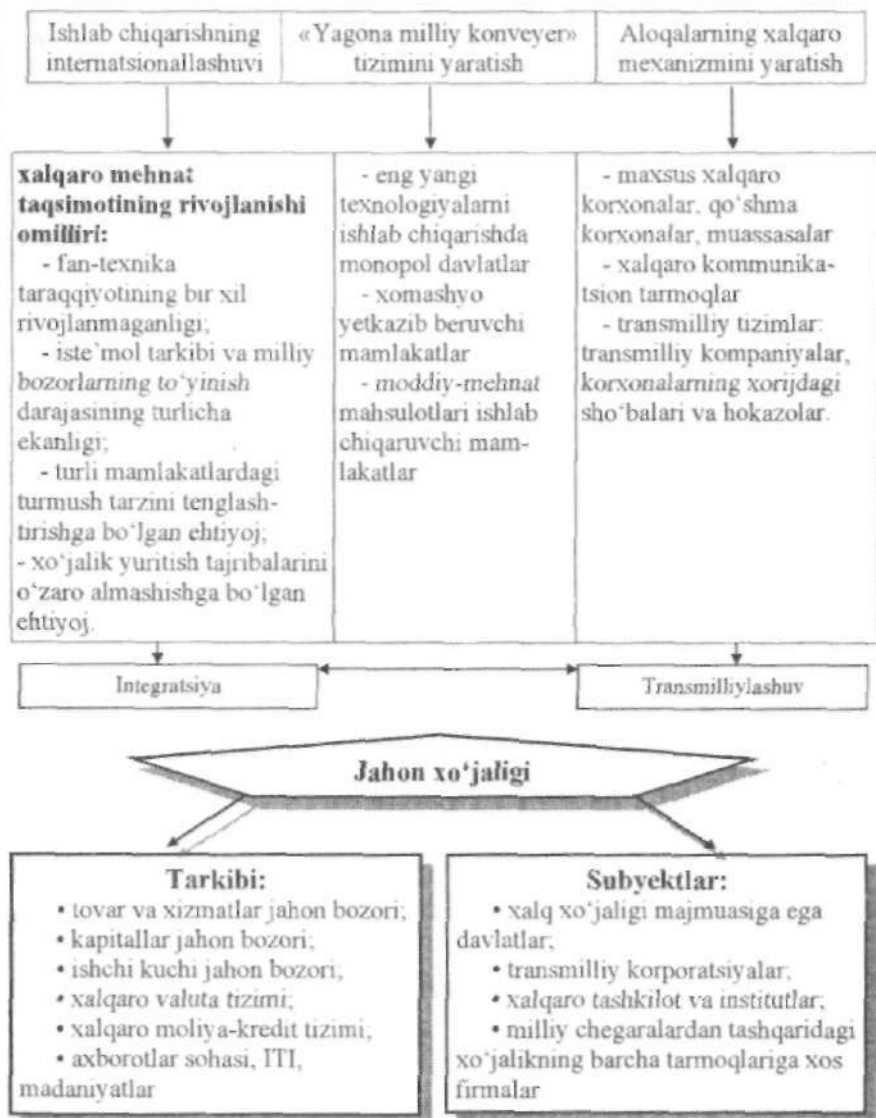 Ishlab chiqarishning
internatsionallashuvi
«Yagona milliy konveyer»
tizimini yaratish
Aloqalarning xalqaro
mexanizmini yaratish
xalqaro mehnat
taqsimotining rivojlanishi
omilliri:
- fan-texnika
taraqqiyotining bir xil
rivojlanmaganligi;
- iste’mol tarkibi va milliy
bozorlarning to‘yinish
darajasining turlicha
ekanligi;
- turli mamlakatlardagi
turmush tarzini tenglash-
tirishga bo‘lgan ehtiyoj;
- xo‘jalik yuritish tajribalarini
o‘zaro almashishga bo‘lgan
ehtiyoj.
- eng yangi
texnologiyalarni
ishlab chiqarishda
monopol davlatlar
- xomashyo
yetkazib beruvchi
mamlakatlar
- moddiy-mehnat
mahsulotlari ishlab
chiqaruvchi mam-
lakatlar
- maxsus xalqaro
korxonalar, qo‘shma
korxonalar, muassasalar
- xalqaro kommunika-
tsion tarmoqlar
- transmilliy tizimlar:
transmilliy kompaniyalar,
korxonalarning xorijdagi
sho‘balari va hokazolar.
Integratsiya
Transmilliylashuv
Jahon xo‘jaligi
Tarkibi:
• tovar va xizmatlar jahon bozori;
• kapitallar jahon bozori;
• ishchi kuchi jahon bozori;
• xalqaro valuta tizimi;
• xalqaro moliya-kredit tizimi;
• axborotlar sohasi, ITI,
madaniyatlar
Subyektlar:
• xalq xo‘jaligi majmuasiga ega
davlatlar;
• transmilliy korporatsiyalar;
• xalqaro tashkilot va institutlar;
• milliy chegaralardan tashqaridagi
xo‘jalikning barcha tarmoqlariga xos
firmalar